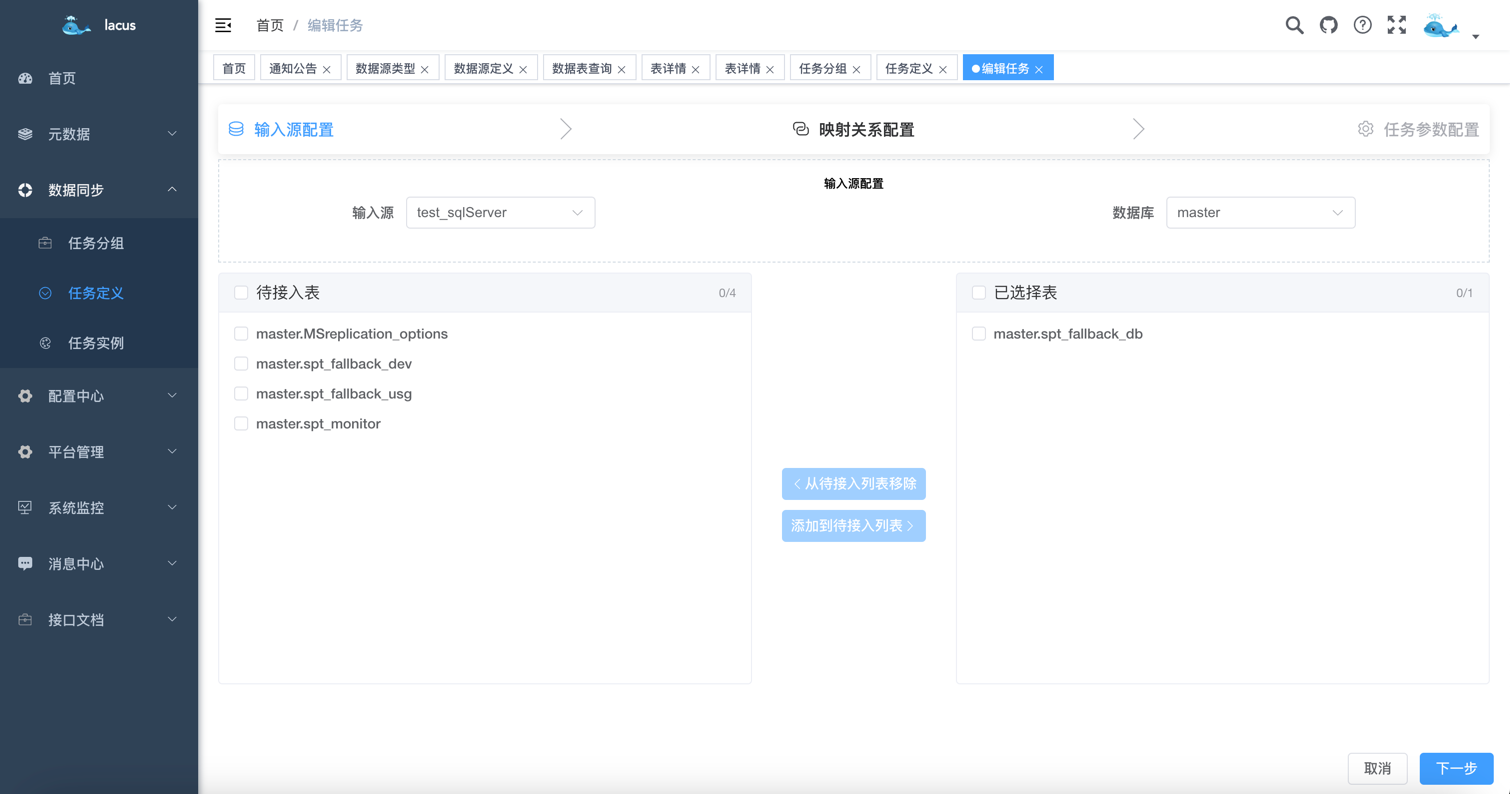 lacus
首页
元数据
数据同步
任务分组
任务定义
任务实例
配置中心
平台管理
系统监控
消息中心
接口文档
首页 / 编辑任务
首页 通知公告 数据源类型 数据源定义 数据表查询 表详情 表详情 任务分组 任务定义 编辑任务
输入源配置 映射关系配置 任务参数配置
输入源配置
输入源 test_sqlServer 数据库 master
待接入表 0/4
master.MSreplication_options
master.spt_fallback_dev
master.spt_fallback_usg
master.spt_monitor
从待接入列表移除
添加到待接入列表
已选择表 0/1
master.spt_fallback_db
取消 下一步